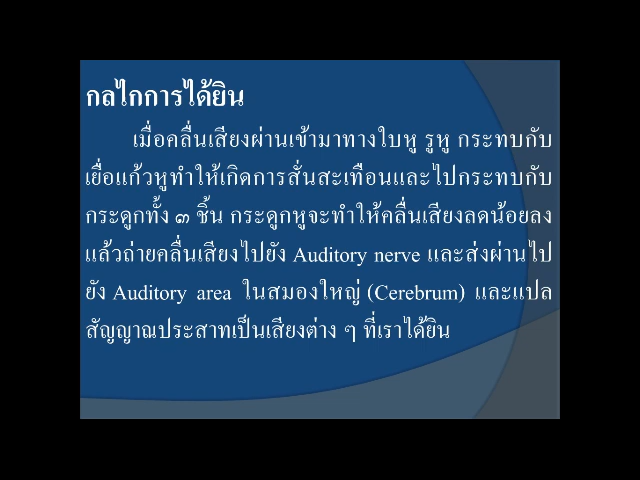 กลไกการได้ยิน
เมื่อคลื่นเสียงผ่านเข้ามาทางใบหู รูหู กระทบกับ
เยื่อแก้วหูทำให้เกิดการสั่นสะเทือนและไปกระทบกับ
กระดูกทั้ง ๓ ชิ้น กระดูกหูจะทำให้คลื่นเสียงลดน้อยลง
แล้วถ่ายคลื่นเสียงไปยัง Auditory nerve และส่งผ่านไป
ยัง Auditory area ในสมองใหญ่ (Cerebrum) และแปล
สัญญาณประสาทเป็นเสียงต่าง ๆ ที่เราได้ยิน